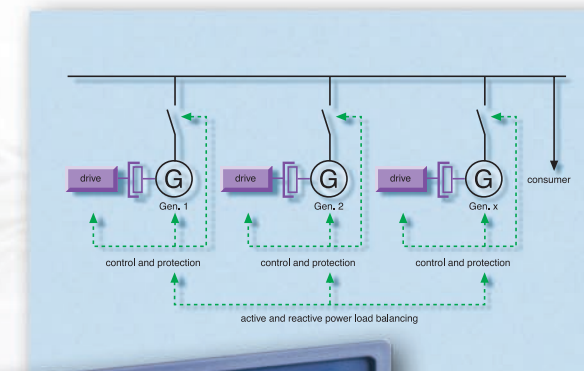 drive
G
Gen. 1
drive
G
Gen. 2
drive
G
Gen. x
consumer
control and protection
control and protection
control and protection
active and reactive power load balancing